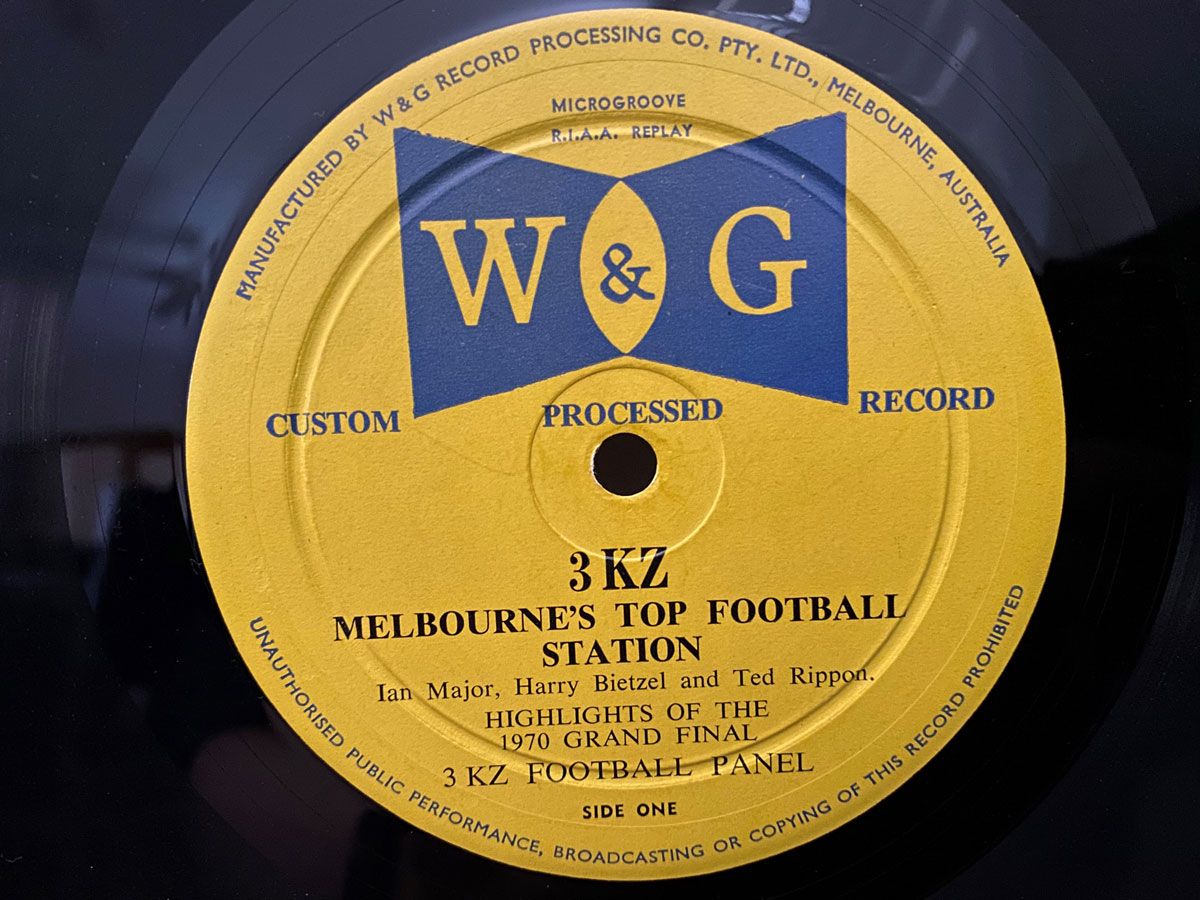 MANUFACTURED BY W & G RECORD PROCESSING CO. PTY. LTD., MELBOURNE, AUSTRALIA
MICROGROOVE
R.I.A.A. REPLAY
W & G
CUSTOM PROCESSED RECORD
3 KZ
MELBOURNE'S TOP FOOTBALL
STATION
Ian Major, Harry Bietzel and Ted Rippon.
HIGHLIGHTS OF THE
1970 GRAND FINAL
3 KZ FOOTBALL PANEL
SIDE ONE
UNAUTHORISED PUBLIC PERFORMANCE, BROADCASTING OR COPYING OF THIS RECORD PROHIBITED